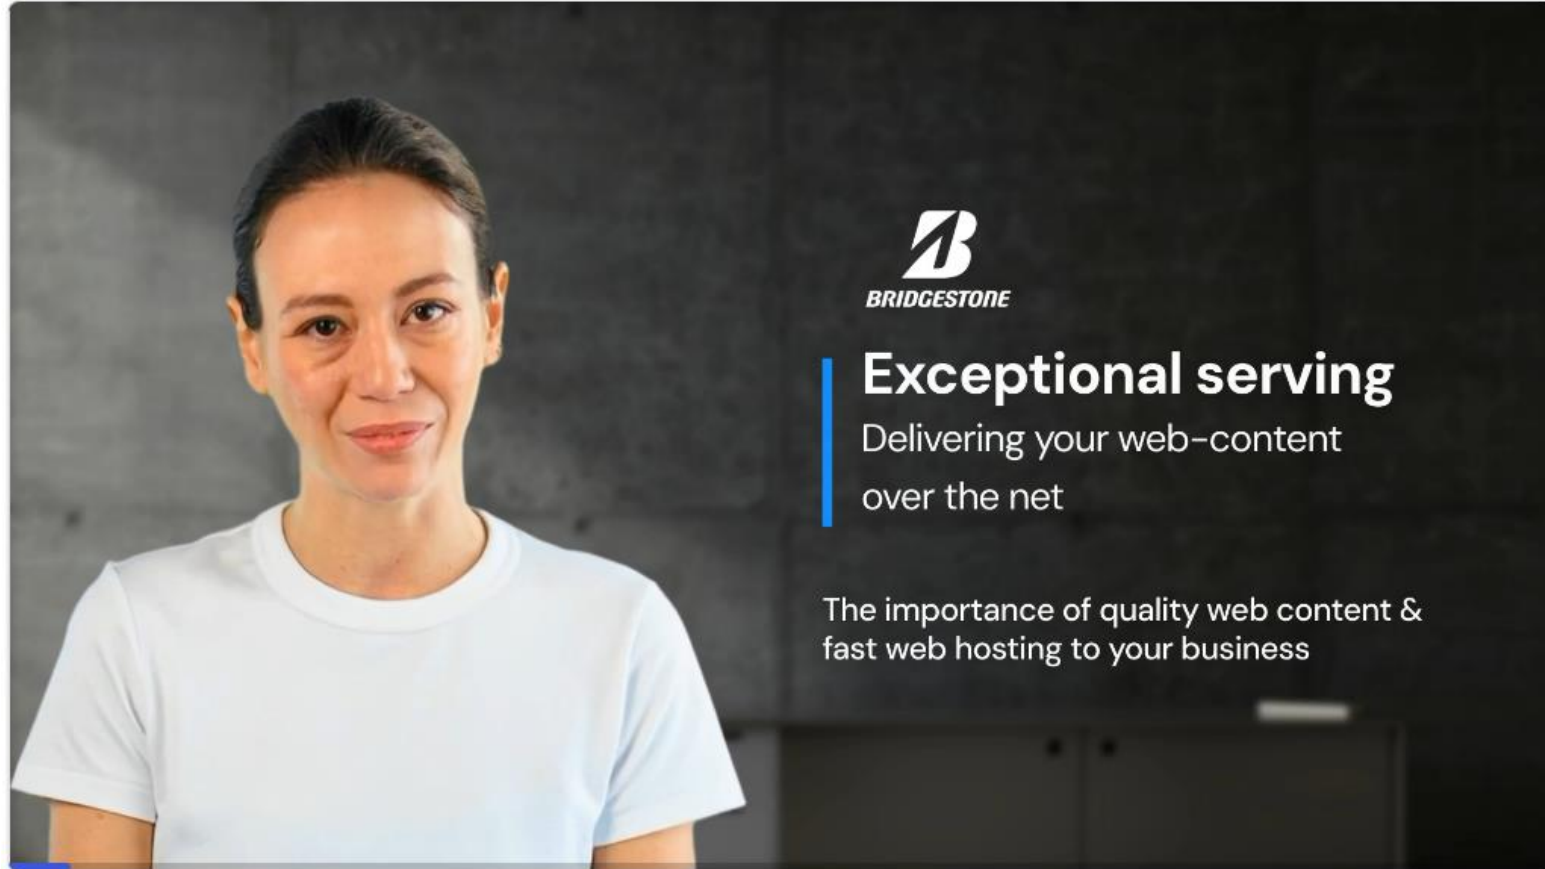 BRIDGESTONE
Exceptional serving
Delivering your web-content
over the net
The importance of quality web content &
fast web hosting to your business